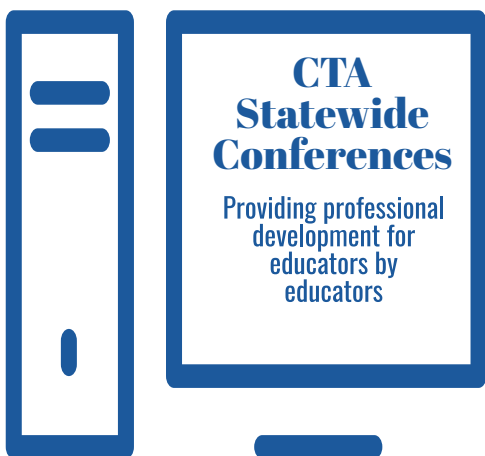 CTA
Statewide
Conferences
Providing professional
development for
educators by
educators